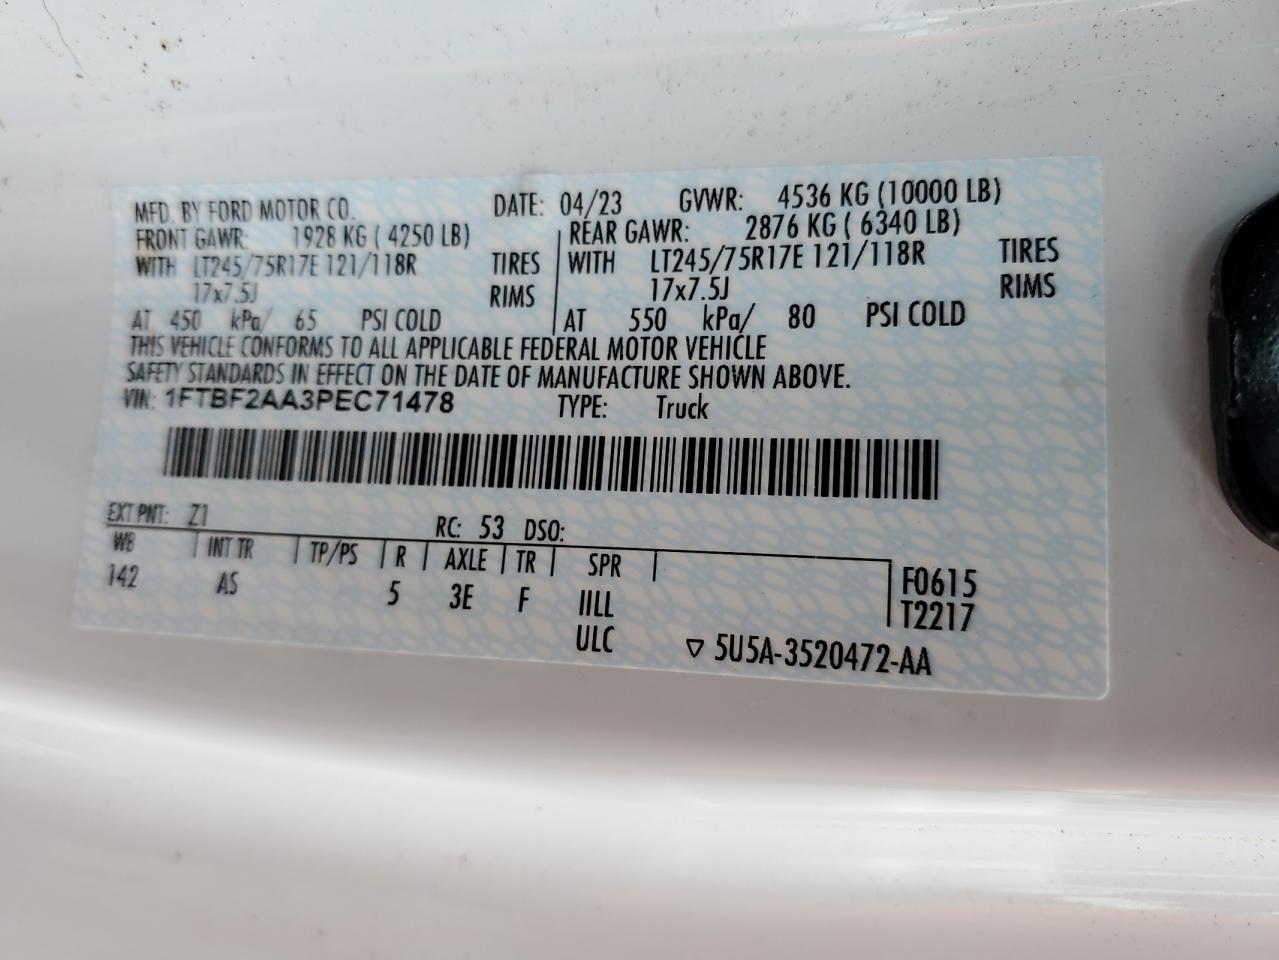 MFD. BY FORD MOTOR CO. DATE: 04/23 GVWR: 4536 KG (10000 LB)
FRONT GAWR: 1928 KG ( 4250 LB) REAR GAWR: 2876 KG ( 6340 LB)
WITH LT245/75R17E 121/118R TIRES WITH LT245/75R17E 121/118R TIRES
17x7.5J RIMS 17x7.5J RIMS
AT 450 kPa/ 65 PSI COLD AT 550 kPa/ 80 PSI COLD
THIS VEHICLE CONFORMS TO ALL APPLICABLE FEDERAL MOTOR VEHICLE
SAFETY STANDARDS IN EFFECT ON THE DATE OF MANUFACTURE SHOWN ABOVE.
VIN: 1FTBF2AA3PEC71478 TYPE: Truck
EXT PNT: Z1 RC: 53 DSO:
WB INT TR TP/PS R AXLE TR SPR F0615
142 AS 5 3E F IILL T2217
ULC ▽ 5U5A-3520472-AA